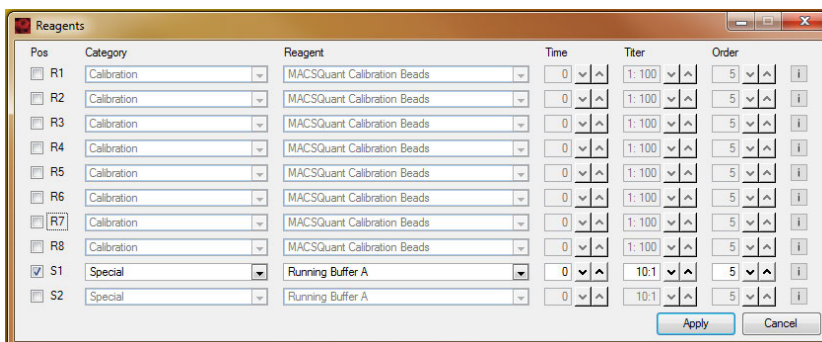 Reagents
Pos Category Reagent Time Titer Order
R1 Calibration MACSQuant Calibration Beads 0 1: 100 5 i
R2 Calibration MACSQuant Calibration Beads 0 1: 100 5 i
R3 Calibration MACSQuant Calibration Beads 0 1: 100 5 i
R4 Calibration MACSQuant Calibration Beads 0 1: 100 5 i
R5 Calibration MACSQuant Calibration Beads 0 1: 100 5 i
R6 Calibration MACSQuant Calibration Beads 0 1: 100 5 i
R7 Calibration MACSQuant Calibration Beads 0 1: 100 5 i
R8 Calibration MACSQuant Calibration Beads 0 1: 100 5 i
S1 Special Running Buffer A 0 10:1 5 i
S2 Special Running Buffer A 0 10:1 5 i
Apply Cancel